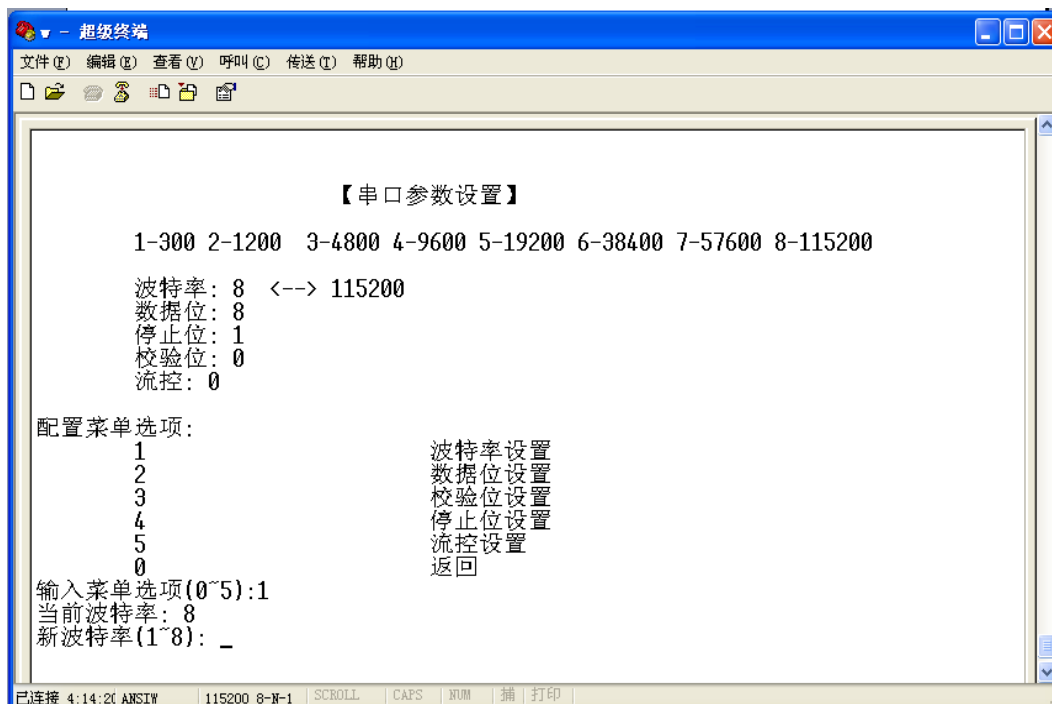 ▼ - 超级终端
文件(F) 编辑(E) 查看(V) 呼叫(C) 传送(T) 帮助(H)
【串口参数设置】
1-300 2-1200 3-4800 4-9600 5-19200 6-38400 7-57600 8-115200
波特率: 8 <--> 115200
数据位: 8
停止位: 1
校验位: 0
流控: 0
配置菜单选项:
1 波特率设置
2 数据位设置
3 校验位设置
4 停止位设置
5 流控设置
0 返回
输入菜单选项(0~5):1
当前波特率: 8
新波特率(1~8): _
已连接 4:14:20 ANSIW 115200 8-N-1 SCROLL CAPS NUM 捕 打印